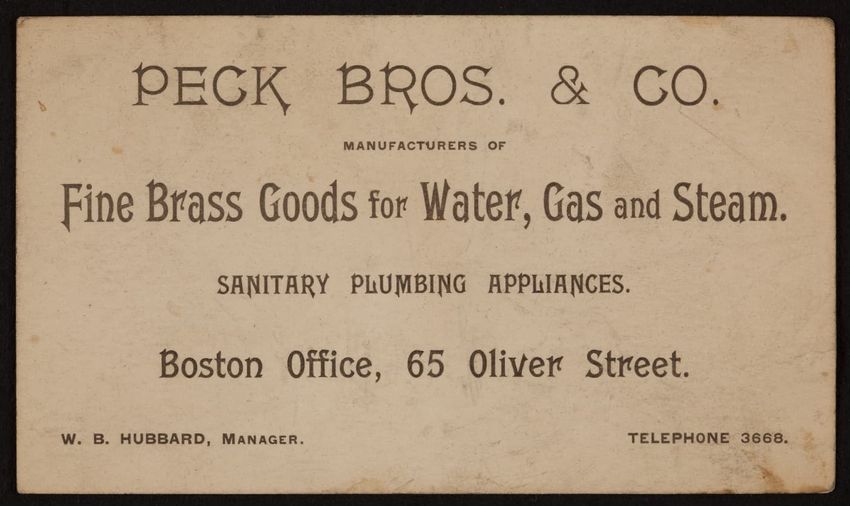 PECK BROS. & CO.
MANUFACTURERS OF
Fine Brass Goods for Water, Gas and Steam.
SANITARY PLUMBING APPLIANCES.
Boston Office, 65 Oliver Street.
W. B. HUBBARD, MANAGER. TELEPHONE 3668.